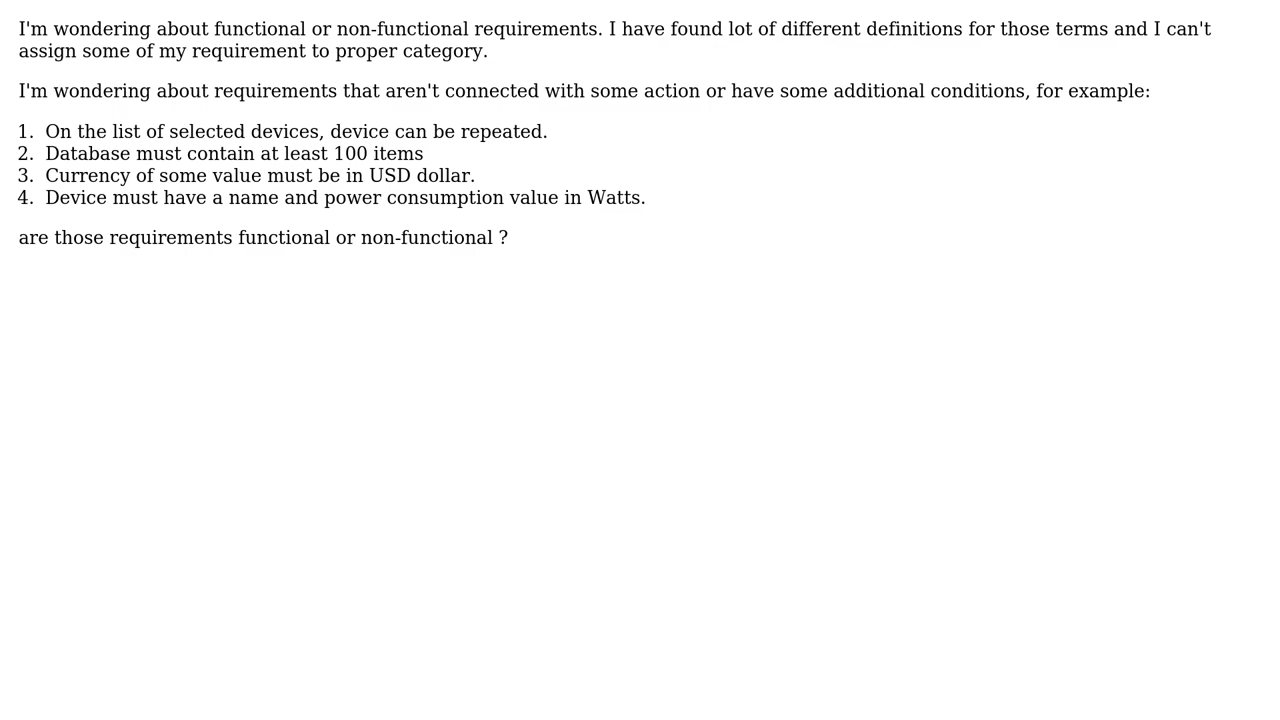 I'm wondering about functional or non-functional requirements. I have found lot of different definitions for those terms and I can't
assign some of my requirement to proper category.
I'm wondering about requirements that aren't connected with some action or have some additional conditions, for example:
1. On the list of selected devices, device can be repeated.
2. Database must contain at least 100 items
3. Currency of some value must be in USD dollar.
4. Device must have a name and power consumption value in Watts.
are those requirements functional or non-functional ?